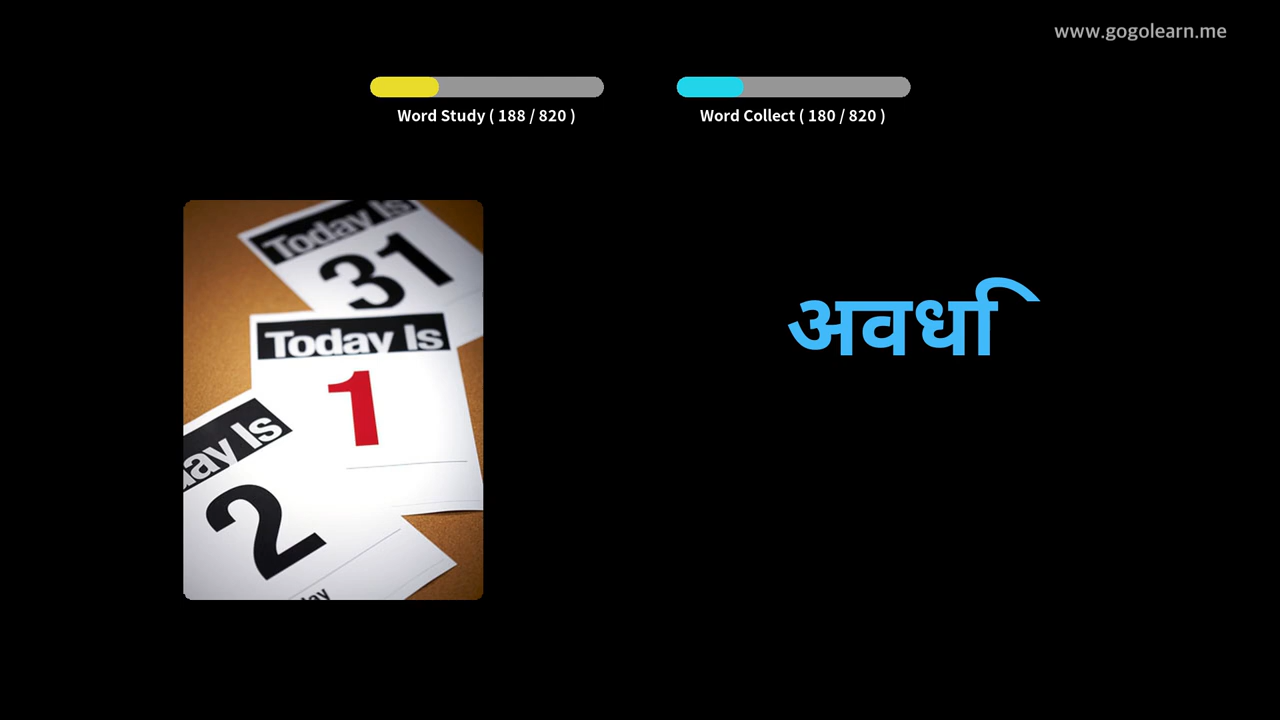 www.gogolearn.me
Word Study ( 188 / 820 )
Word Collect ( 180 / 820 )
Today Is
31
Today Is
1
ay Is
2
अवधि